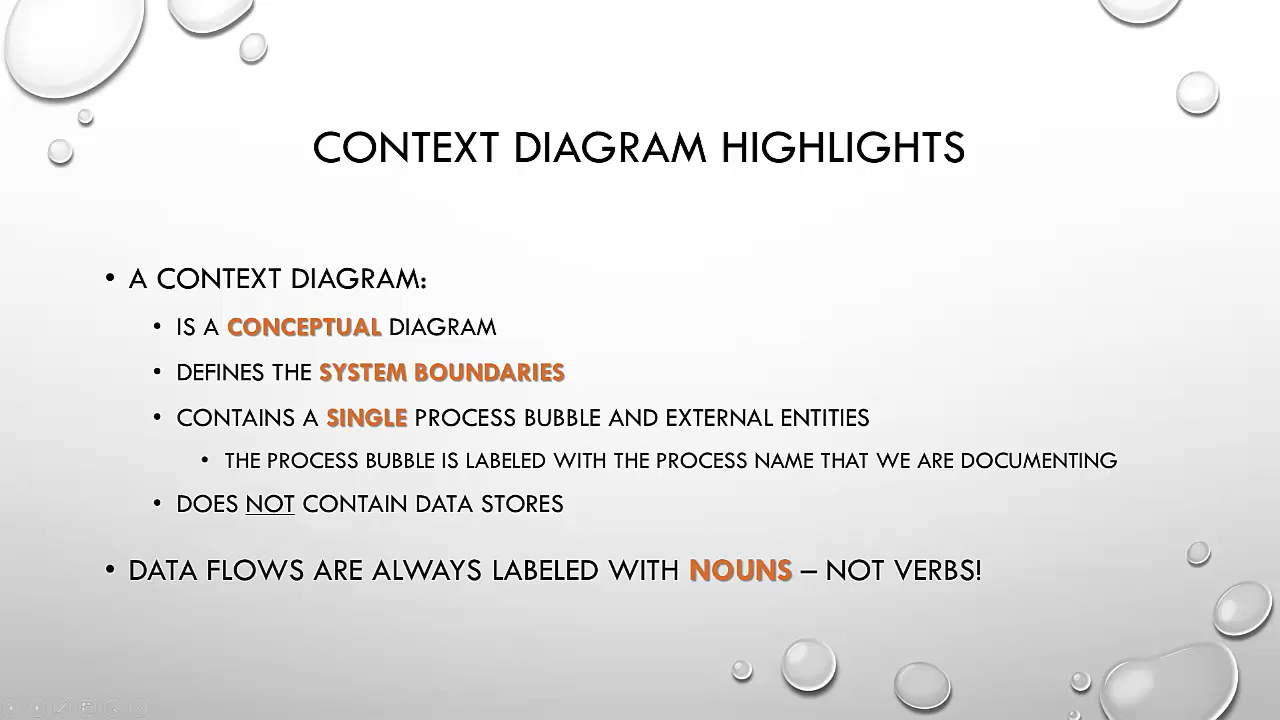 CONTEXT DIAGRAM HIGHLIGHTS
• A CONTEXT DIAGRAM:
• IS A CONCEPTUAL DIAGRAM
• DEFINES THE SYSTEM BOUNDARIES
• CONTAINS A SINGLE PROCESS BUBBLE AND EXTERNAL ENTITIES
• THE PROCESS BUBBLE IS LABELED WITH THE PROCESS NAME THAT WE ARE DOCUMENTING
• DOES NOT CONTAIN DATA STORES
• DATA FLOWS ARE ALWAYS LABELED WITH NOUNS – NOT VERBS!